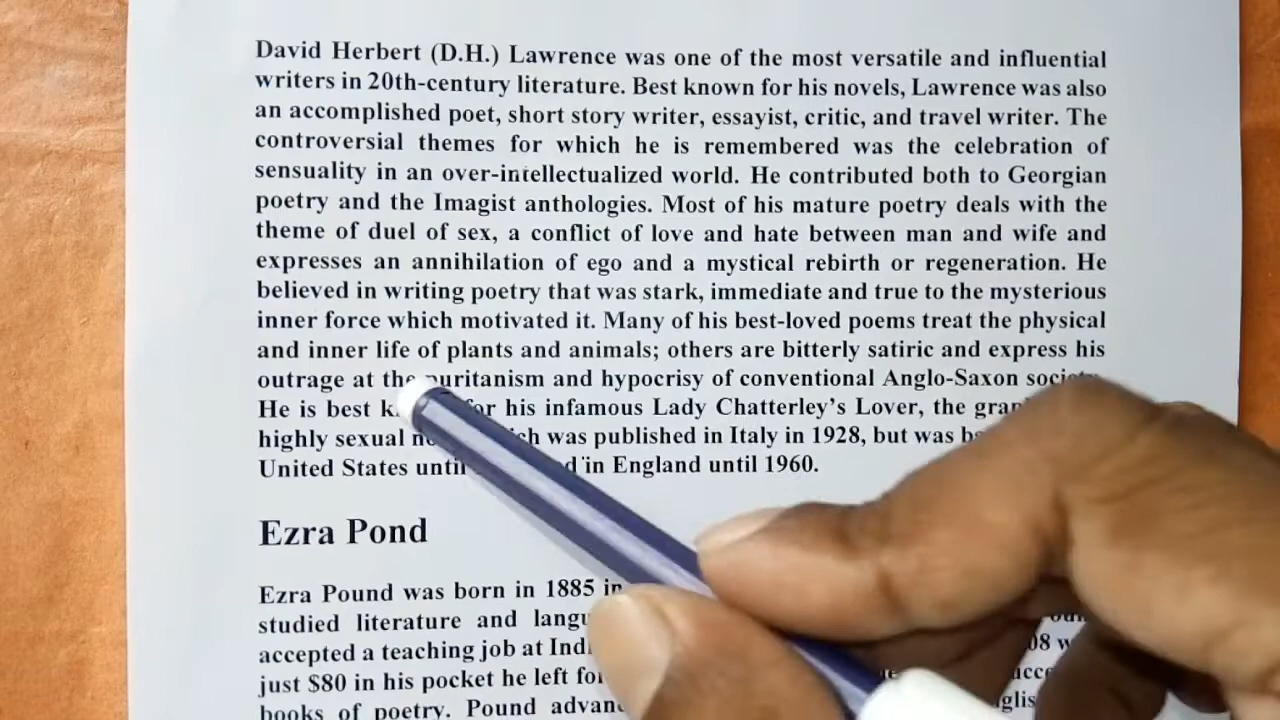 David Herbert (D.H.) Lawrence was one of the most versatile and influential
writers in 20th-century literature. Best known for his novels, Lawrence was also
an accomplished poet, short story writer, essayist, critic, and travel writer. The
controversial themes for which he is remembered was the celebration of
sensuality in an over-intellectualized world. He contributed both to Georgian
poetry and the Imagist anthologies. Most of his mature poetry deals with the
theme of duel of sex, a conflict of love and hate between man and wife and
expresses an annihilation of ego and a mystical rebirth or regeneration. He
believed in writing poetry that was stark, immediate and true to the mysterious
inner force which motivated it. Many of his best-loved poems treat the physical
and inner life of plants and animals; others are bitterly satiric and express his
outrage at the puritanism and hypocrisy of conventional Anglo-Saxon society.
He is best for his infamous Lady Chatterley's Lover, the
highly sexual was published in Italy in 1928, but was
United States until in England until 1960.
Ezra Pond
Ezra Pound was born in 1885 in
studied literature and
accepted a teaching job at
just $80 in his pocket he left
books of poetry. Pound